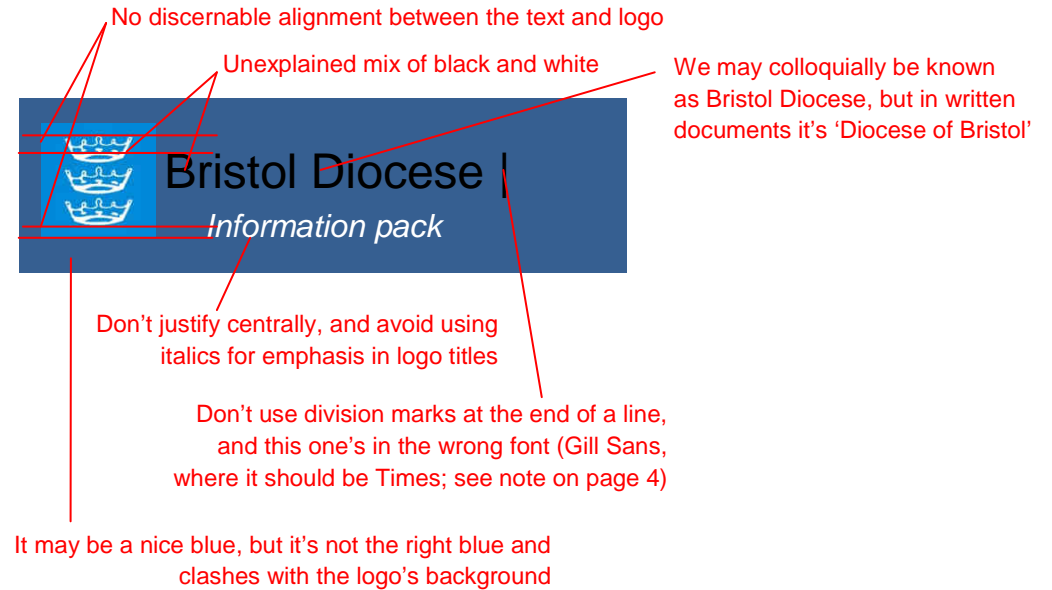 No discernable alignment between the text and logo
Unexplained mix of black and white
We may colloquially be known
as Bristol Diocese, but in written
documents it's ‘Diocese of Bristol’
Bristol Diocese |
Information pack
Don’t justify centrally, and avoid using
italics for emphasis in logo titles
Don’t use division marks at the end of a line,
and this one’s in the wrong font (Gill Sans,
where it should be Times; see note on page 4)
It may be a nice blue, but it’s not the right blue and
clashes with the logo’s background